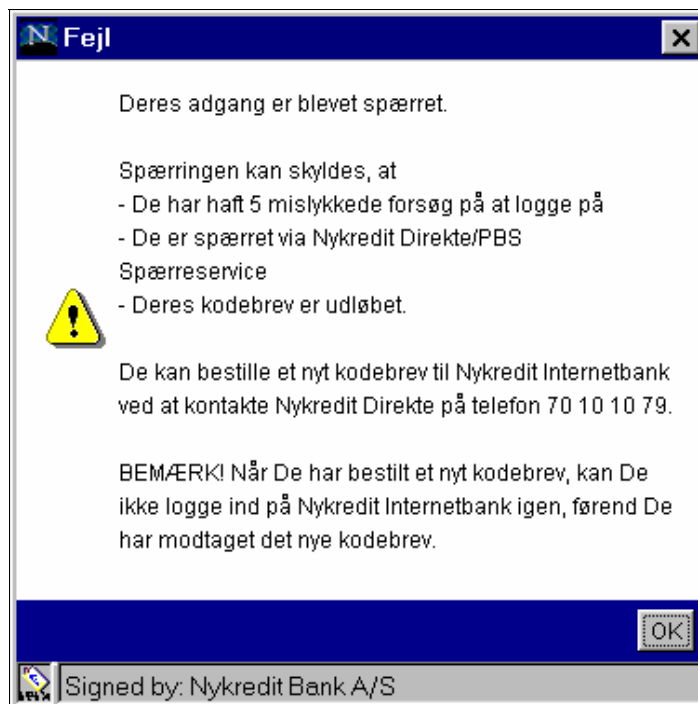 N Fejl
Deres adgang er blevet spærret.
Spærringen kan skyldes, at
- De har haft 5 mislykkede forsøg på at logge på
- De er spærret via Nykredit Direkte/PBS
Spærreservice
- Deres kodebrev er udløbet.
De kan bestille et nyt kodebrev til Nykredit Internetbank
ved at kontakte Nykredit Direkte på telefon 70 10 10 79.
BEMÆRK! Når De har bestilt et nyt kodebrev, kan De
ikke logge ind på Nykredit Internetbank igen, førend De
har modtaget det nye kodebrev.
OK
Signed by: Nykredit Bank A/S